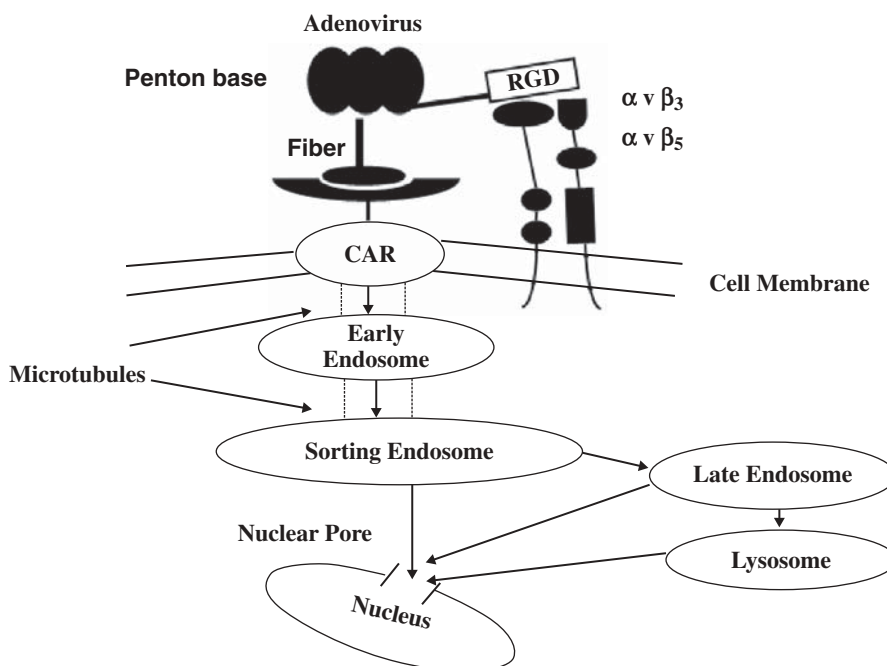 Adenovirus
Penton base
RGD
α v β3
α v β5
Fiber
CAR
Cell Membrane
Early
Endosome
Microtubules
Sorting Endosome
Late Endosome
Nuclear Pore
Lysosome
Nucleus